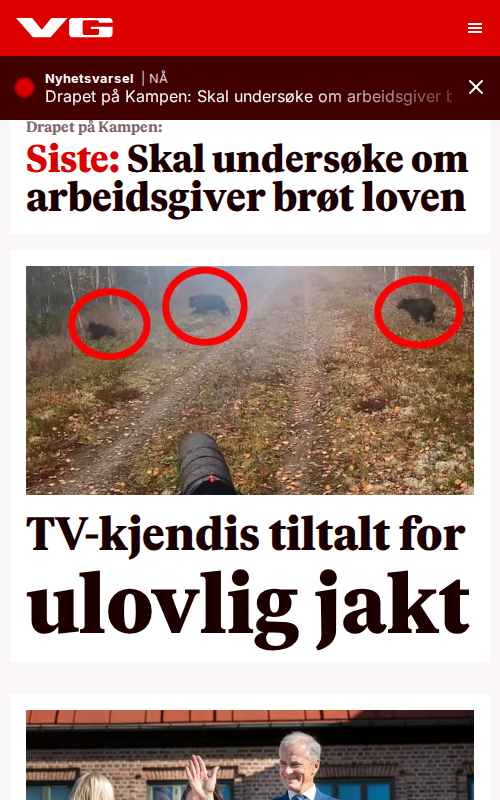 VG
Nyhetsvarsel | NÅ
Drapet på Kampen: Skal undersøke om arbeidsgiver b
Drapet på Kampen:
Siste: Skal undersøke om
arbeidsgiver brøt loven
TV-kjendis tiltalt for
ulovlig jakt